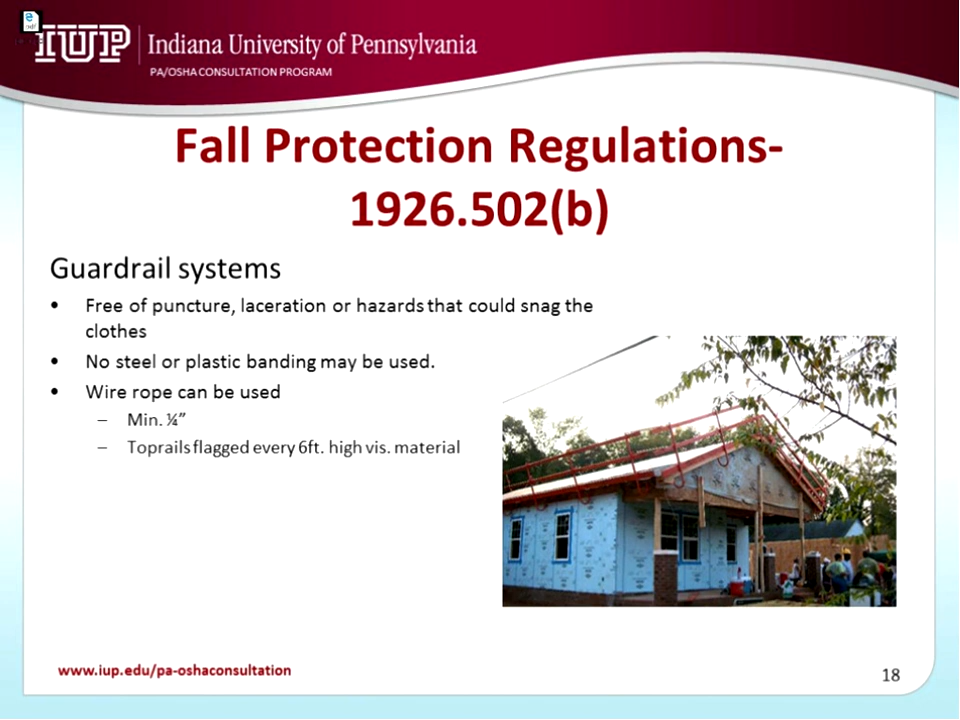 IUP Indiana University of Pennsylvania
PA/OSHA CONSULTATION PROGRAM
Fall Protection Regulations-
1926.502(b)
Guardrail systems
• Free of puncture, laceration or hazards that could snag the
clothes
• No steel or plastic banding may be used.
• Wire rope can be used
– Min. ¼”
– Toprails flagged every 6ft. high vis. material
www.iup.edu/pa-oshaconsultation
18